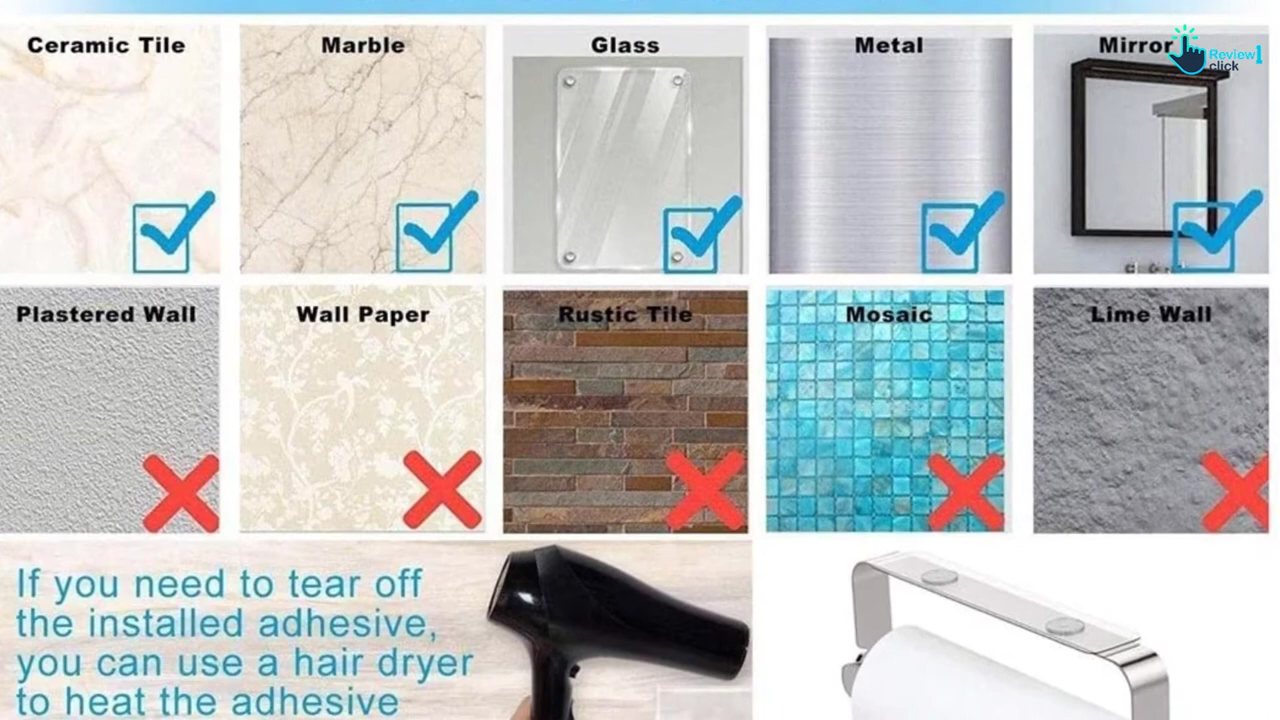 Ceramic Tile
Marble
Glass
Metal
Mirror
Review1
click
Plastered Wall
Wall Paper
Rustic Tile
Mosaic
Lime Wall
If you need to tear off
the installed adhesive,
you can use a hair dryer
to heat the adhesive